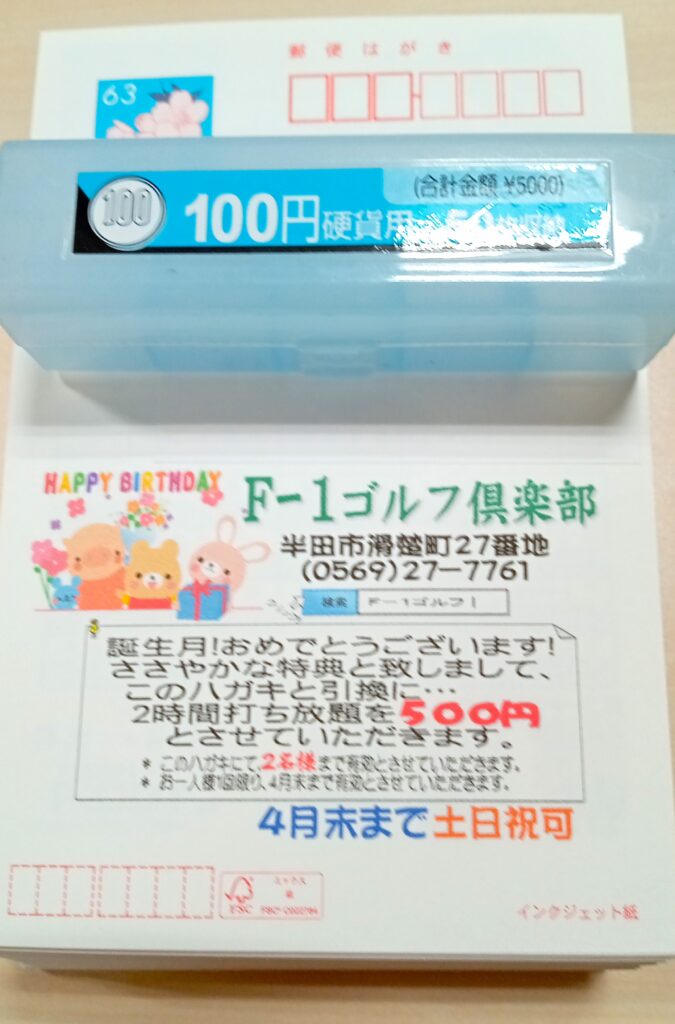 郵便はがき
63
100
100円硬貨用
(合計金額 ¥5000)
HAPPY BIRTHDAY
F-1ゴルフ倶楽部
半田市滑楚町27番地
(0569)27-7761
検索 F-1ゴルフ
誕生月!おめでとうございます!
ささやかな特典と致しまして、
このハガキと引換に…
2時間打ち放題を500円
とさせていただきます。
* このハガキにて、2名様まで有効とさせていただきます。
* お一人様1回限り、4月末まで有効とさせていただきます。
4月末まで土日祝可
ミックス
紙
FSC
インクジェット紙